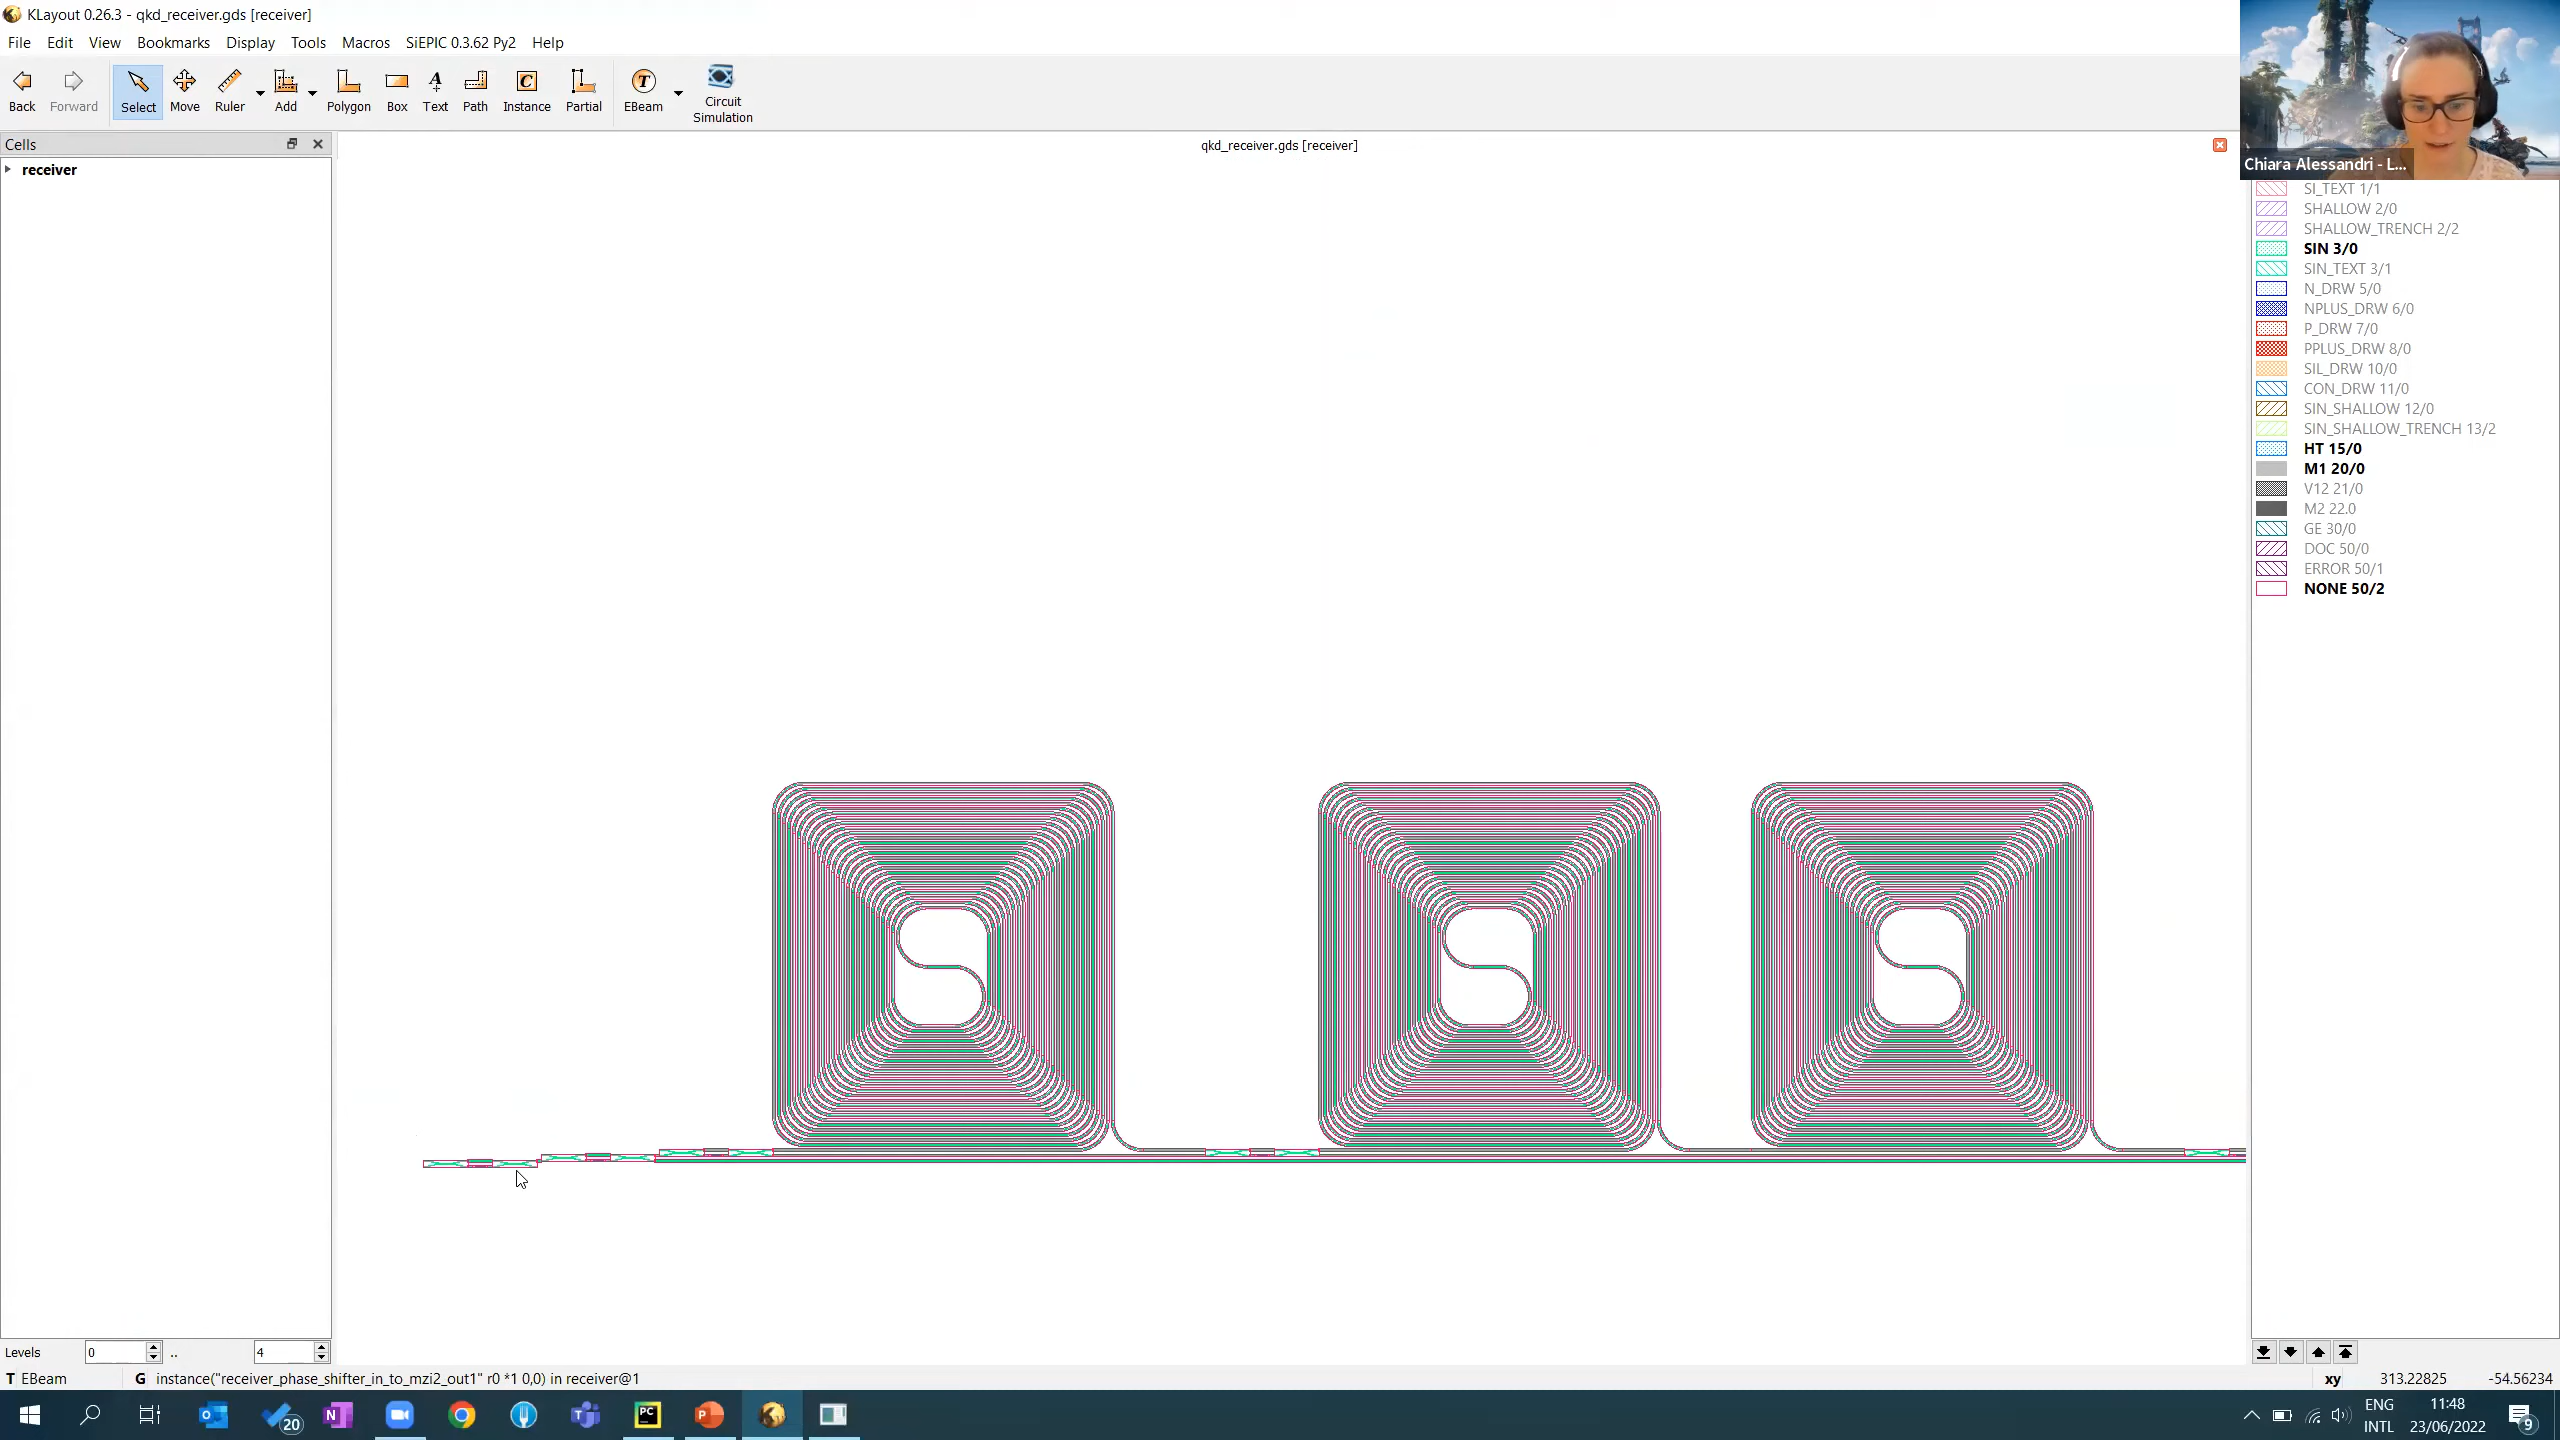 KLayout 0.26.3 - qkd_receiver.gds [receiver]
File Edit View Bookmarks Display Tools Macros SiEPIC 0.3.62 Py2 Help
Back Forward Select Move Ruler Add Polygon Box Text Path Instance Partial EBeam Circuit Simulation
Cells
qkd_receiver.gds [receiver]
receiver
Chiara Alessandri - L...
SI_TEXT 1/1
SHALLOW 2/0
SHALLOW_TRENCH 2/2
SIN 3/0
SIN_TEXT 3/1
N_DRW 5/0
NPLUS_DRW 6/0
P_DRW 7/0
PPLUS_DRW 8/0
SIL_DRW 10/0
CON_DRW 11/0
SIN_SHALLOW 12/0
SIN_SHALLOW_TRENCH 13/2
HT 15/0
M1 20/0
V12 21/0
M2 22.0
GE 30/0
DOC 50/0
ERROR 50/1
NONE 50/2
Levels 0 .. 4
T EBeam G instance("receiver_phase_shifter_in_to_mzi2_out1" r0 *1 0,0) in receiver@1 xy 313.22825 -54.56234
20
ENG
INTL
11:48
23/06/2022
9